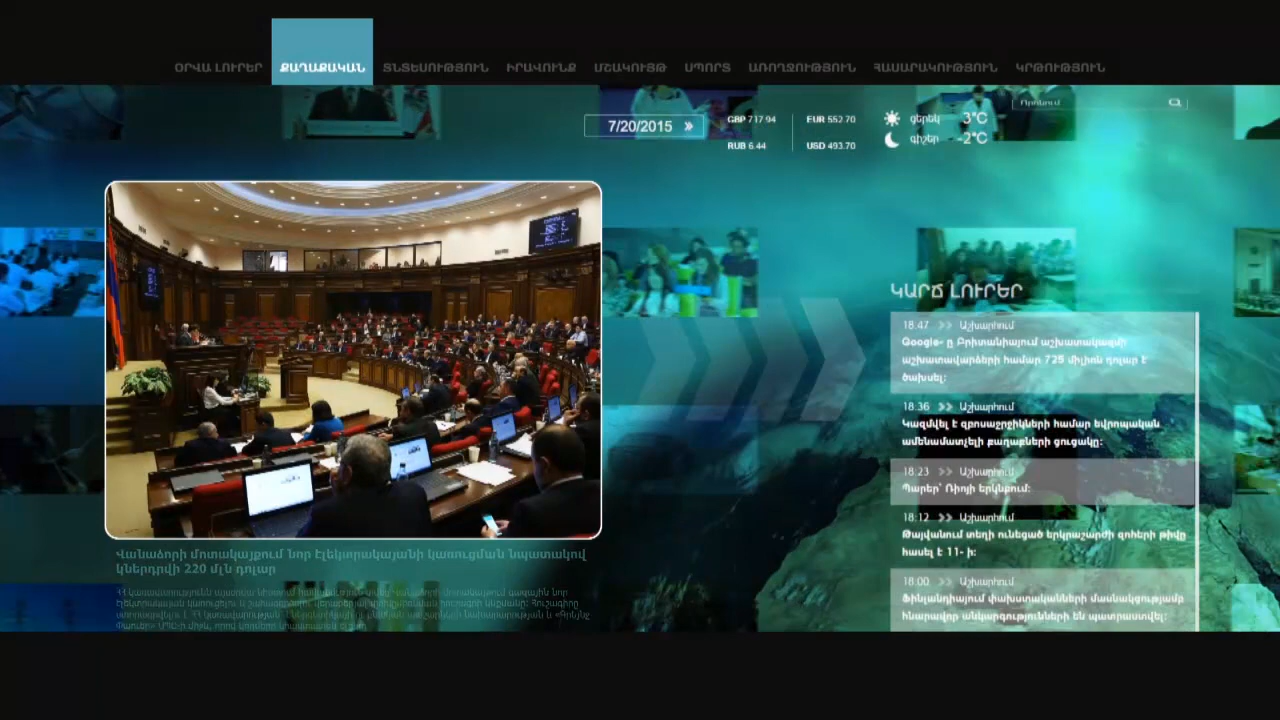 ՕՐՎԱ ԼՈՒՐԵՐ ՔԱՂԱՔԱԿԱՆ ՏՆՏԵՍՈՒԹՅՈՒՆ ԻՐԱՎՈՒՆՔ ՄՇԱԿՈՒՅԹ ՍՊՈՐՏ ԱՌՈՂՋՈՒԹՅՈՒՆ ՀԱՍԱՐԱԿՈՒԹՅՈՒՆ ԿՐԹՈՒԹՅՈՒՆ
Որոնում
7/20/2015 »
GBP 717.94 EUR 552.70
RUB 6.44 USD 493.70
ցերեկ 3°C
գիշեր -2°C
Վանաձորի մոտակայքում նոր էլեկտրակայանի կառուցման նպատակով
կներդրվի 220 մլն դոլար
ԿԱՐՃ ԼՈՒՐԵՐ
18:47 >> Աշխարհում
Google- ը Բրիտանիայում աշխատակազմի
աշխատավարձերի համար 725 միլիոն դոլար է
ծախսել:
18:36 >> Աշխարհում
Կազմվել է զբոսաշրջիկների համար եվրոպական
ամենամատչելի քաղաքների ցուցակը:
18:23 >> Աշխարհում
Պարեր՝ Ռիոյի երկնքում:
18:12 >> Աշխարհում
Թայվանում տեղի ունեցած երկրաշարժի զոհերի թիվը
հասել է 11- ի:
18:00 >> Աշխարհում
Ֆինլանդիայում փախստականների մասնակցությամբ
հնարավոր անկարգությունների են պատրաստվել: